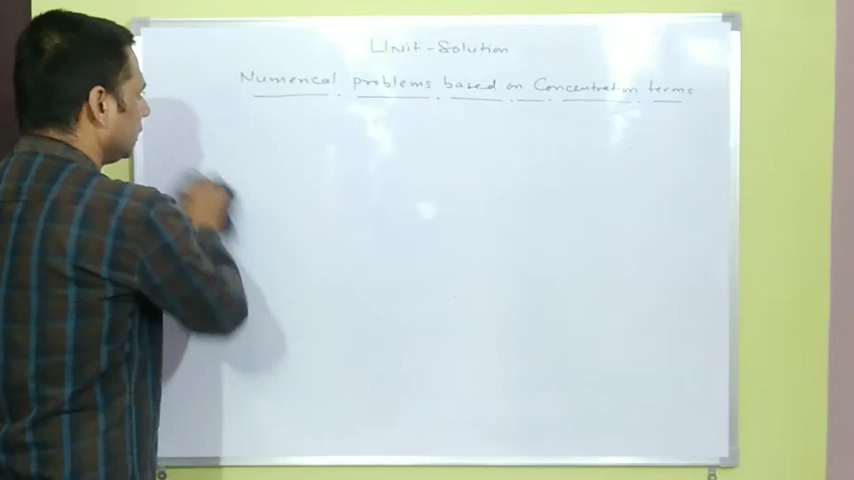 Unit - Solution
Numerical problems based on Concentration terms